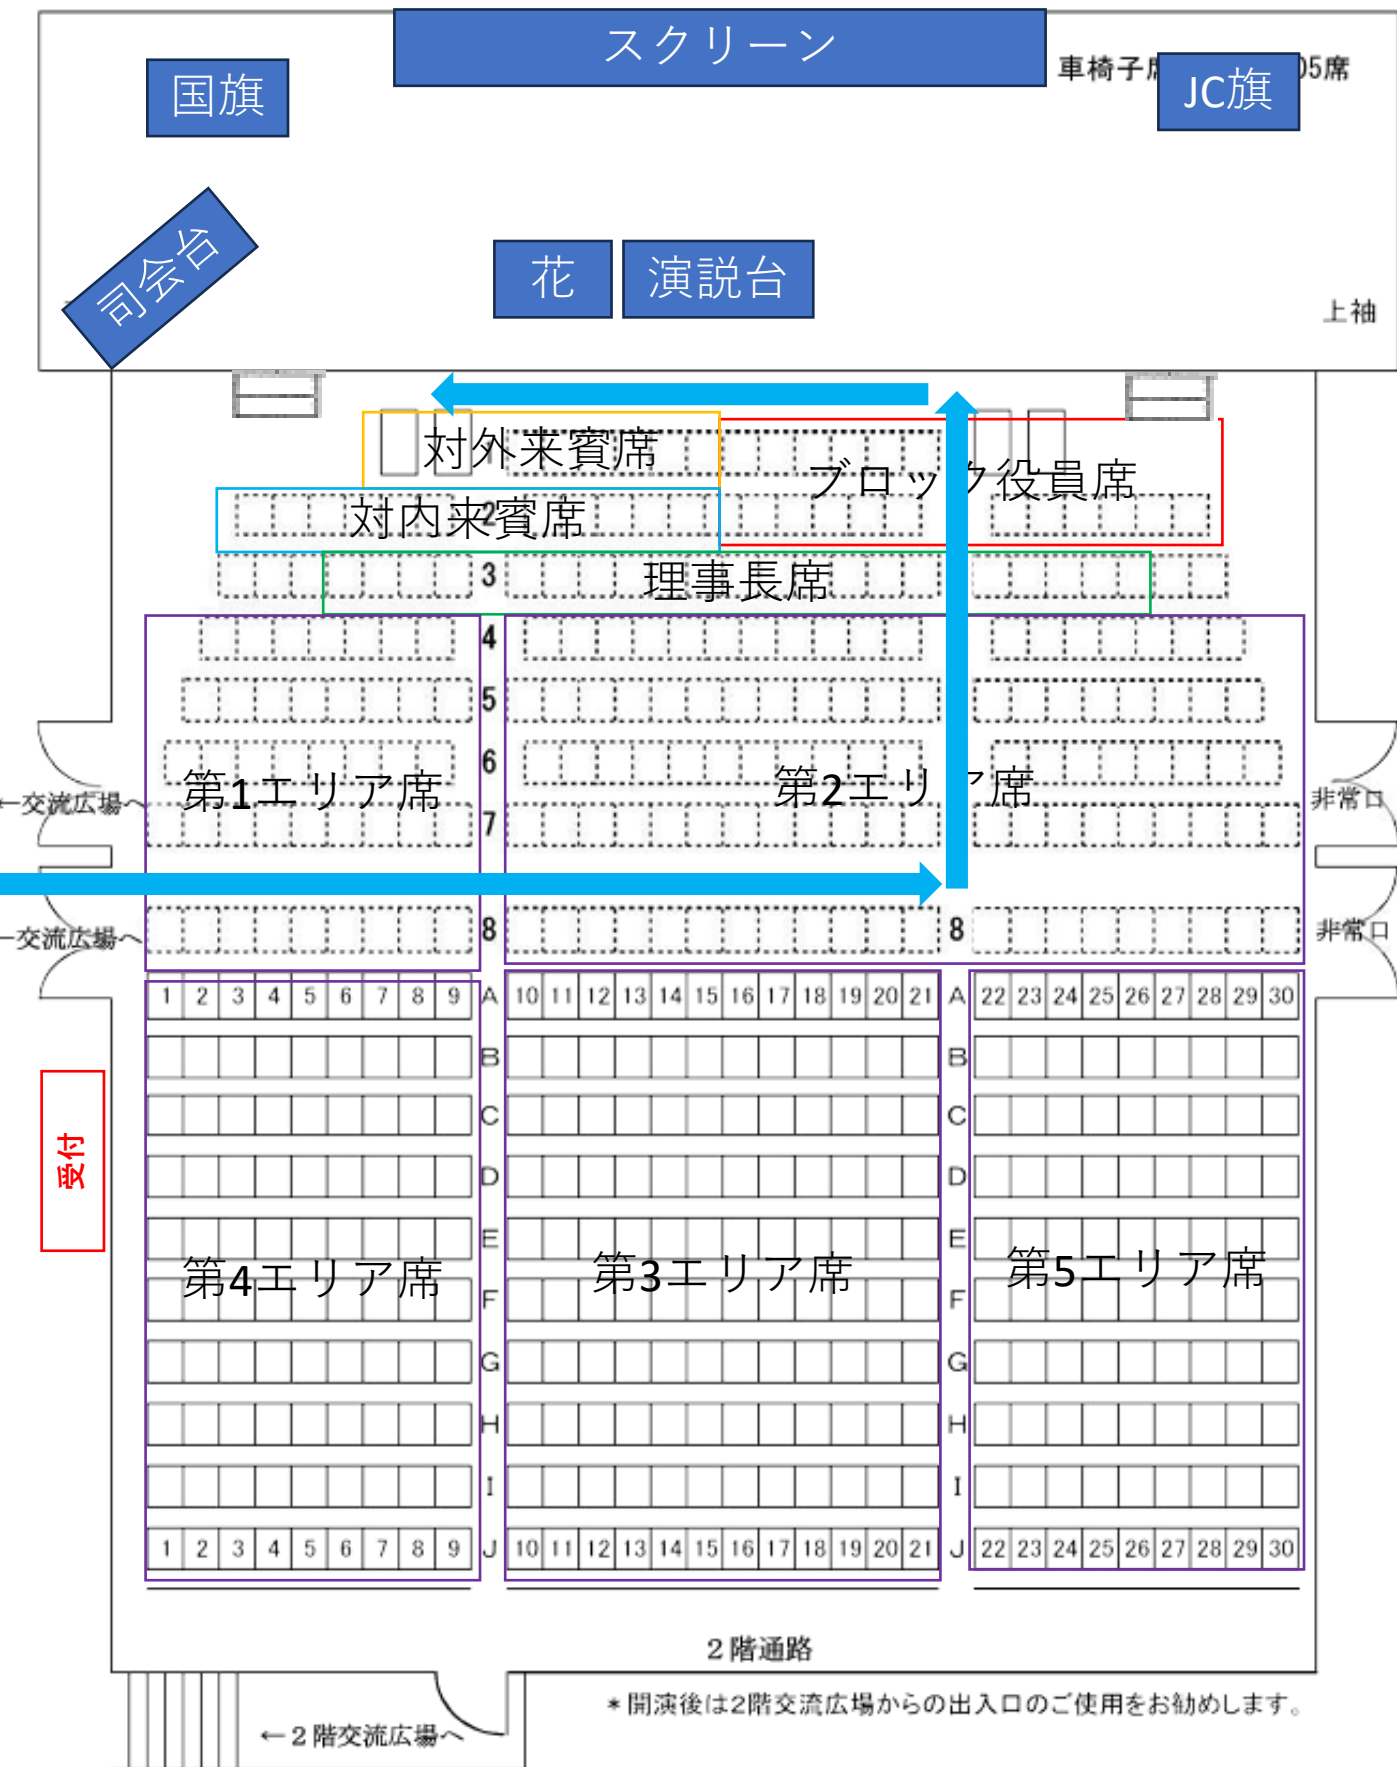 スクリーン
国旗
車椅子席
05席
JC旗
司会台
花
演説台
上袖
対外来賓席
ブロック役員席
対内来賓席
2
3
理事長席
4
5
6
第1エリア席
第2エリア席
←交流広場へ
非常口
7
←交流広場へ
8
8
非常口
1 2 3 4 5 6 7 8 9 A 10 11 12 13 14 15 16 17 18 19 20 21 A 22 23 24 25 26 27 28 29 30
B B
C C
受付
D D
E E
第4エリア席
第3エリア席
第5エリア席
F F
G G
H H
I I
1 2 3 4 5 6 7 8 9 J 10 11 12 13 14 15 16 17 18 19 20 21 J 22 23 24 25 26 27 28 29 30
2階通路
*開演後は2階交流広場からの出入口のご使用をお勧めします。
←2階交流広場へ